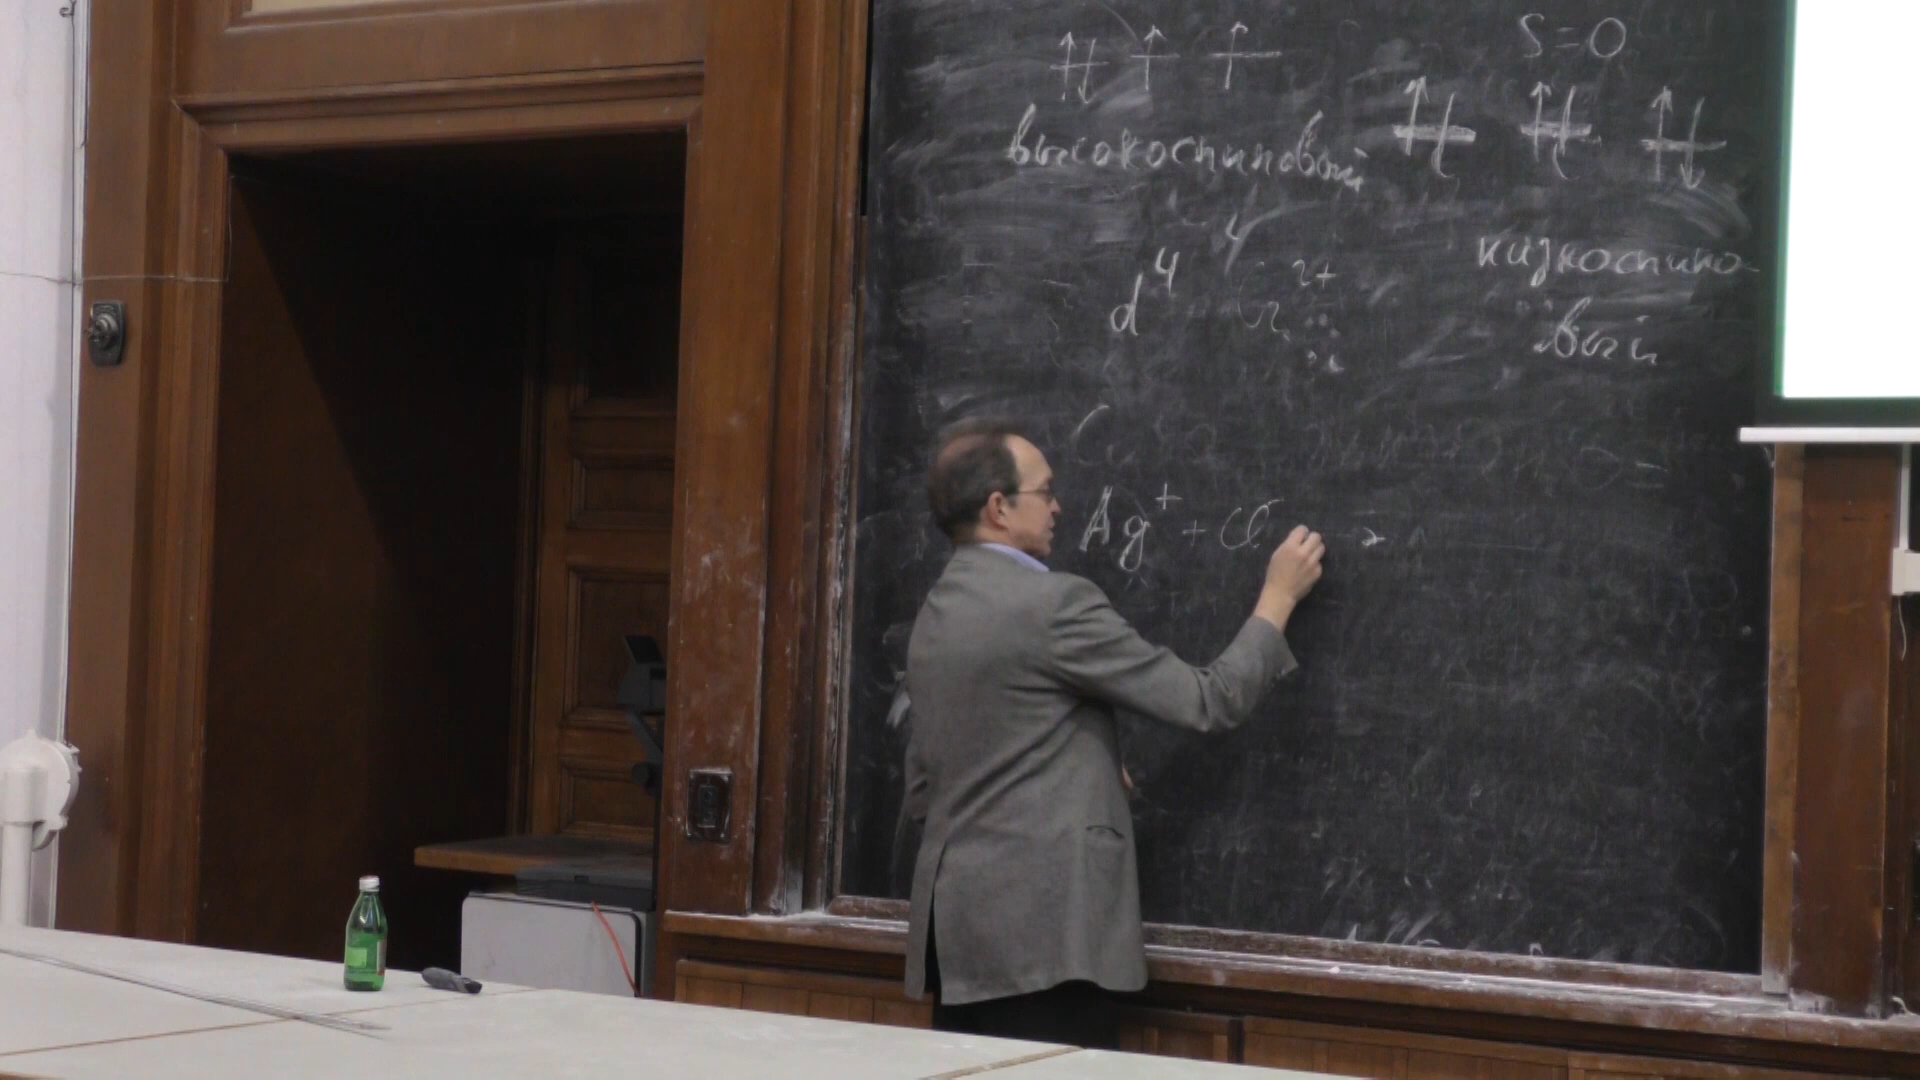 S=0
высокоспиновый
низкоспино
вый
d⁴ Cr²⁺
Ag⁺ + Cl⁻ →